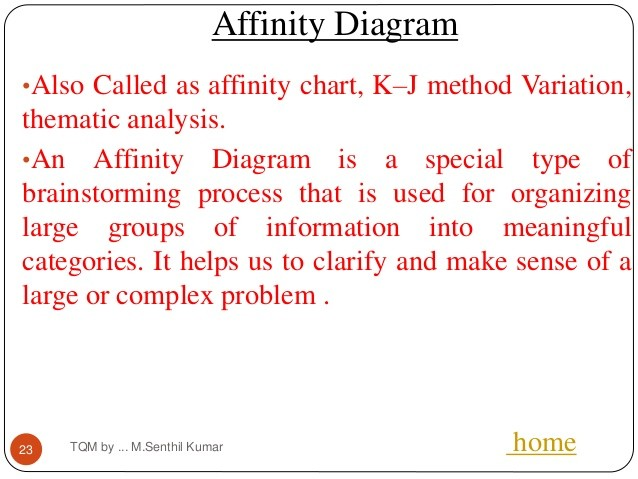 Affinity Diagram
•Also Called as affinity chart, K–J method Variation,
thematic analysis.
•An Affinity Diagram is a special type of
brainstorming process that is used for organizing
large groups of information into meaningful
categories. It helps us to clarify and make sense of a
large or complex problem .
23 TQM by ... M.Senthil Kumar
home